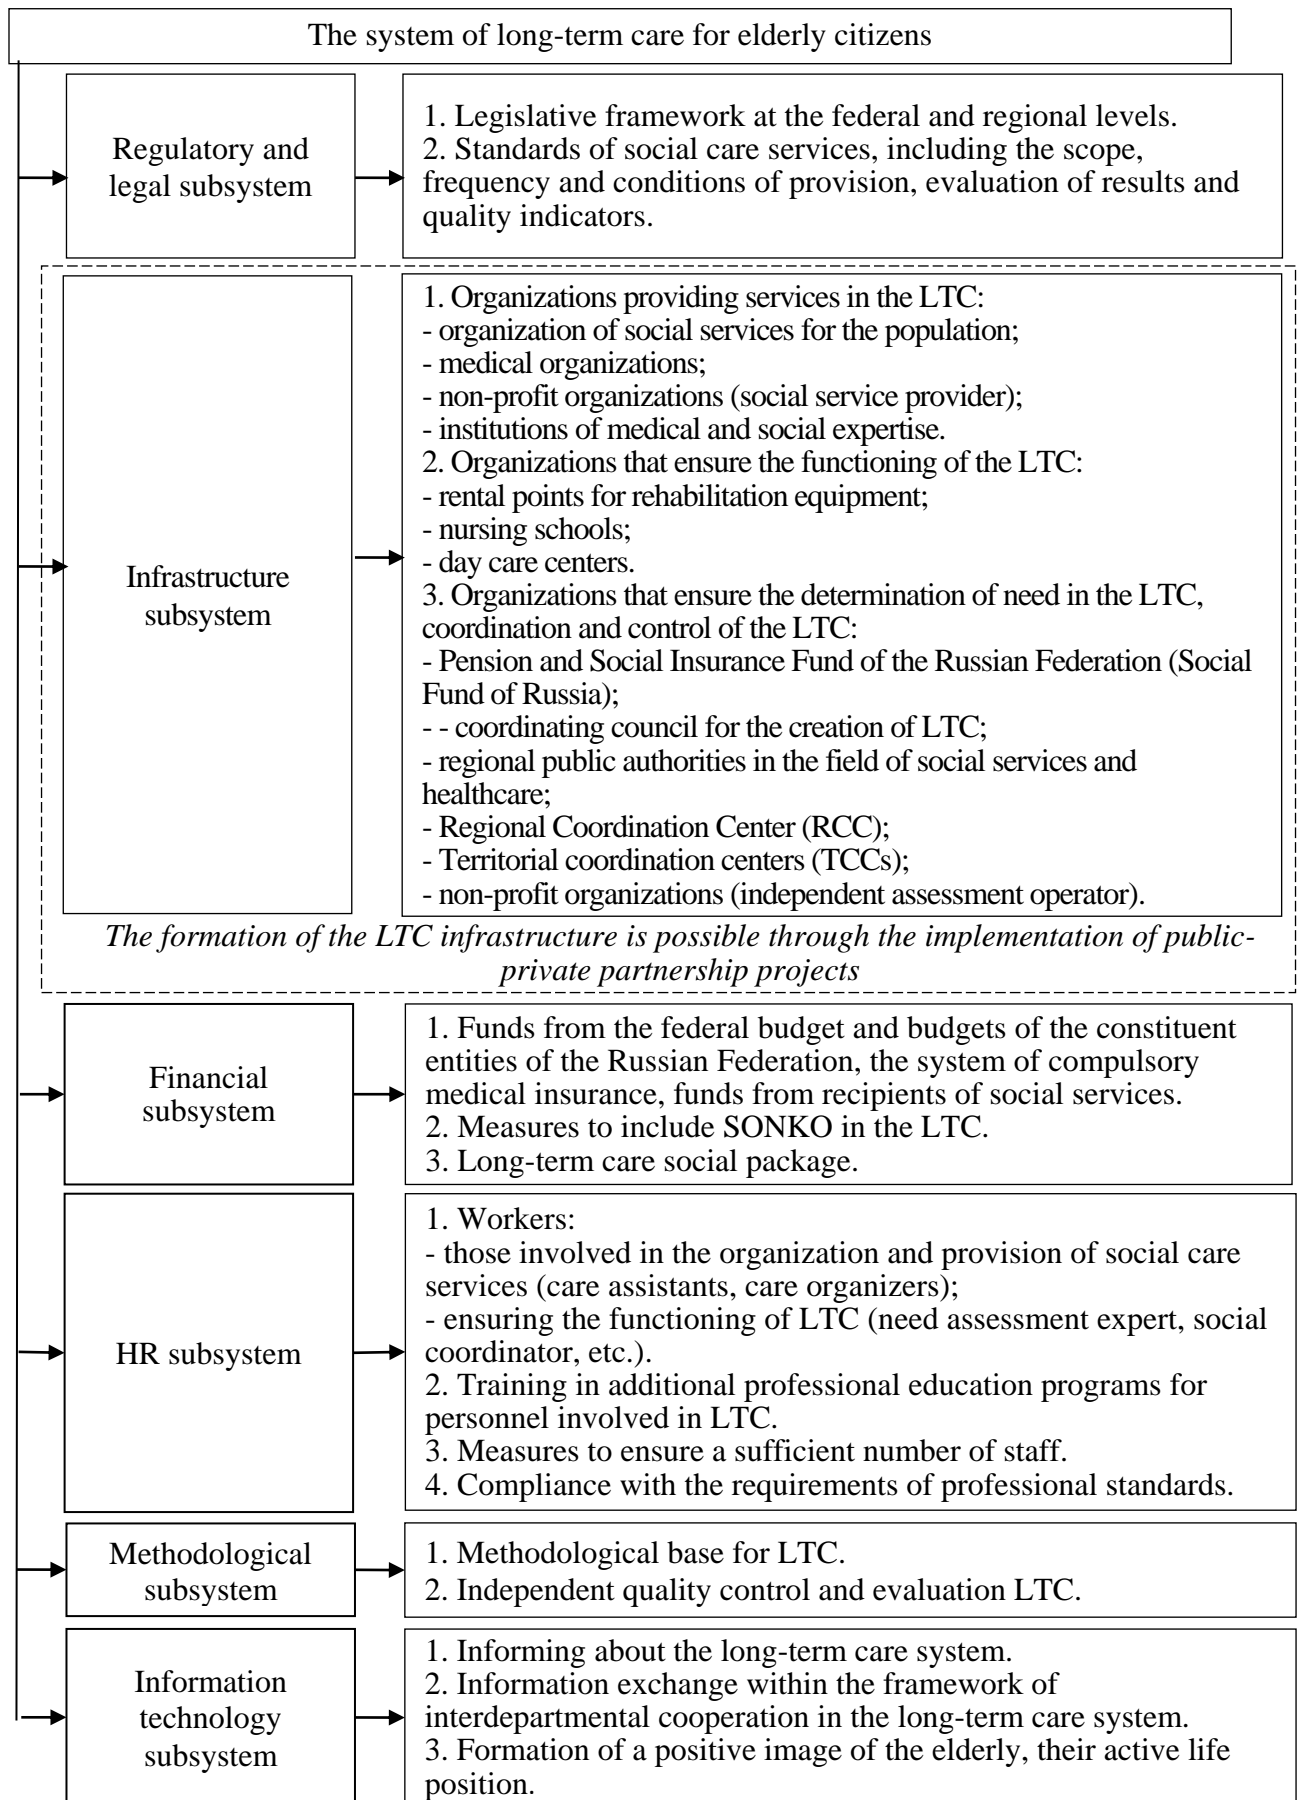 The system of long-term care for elderly citizens
Regulatory and
legal subsystem
1. Legislative framework at the federal and regional levels.
2. Standards of social care services, including the scope,
frequency and conditions of provision, evaluation of results and
quality indicators.
Infrastructure
subsystem
1. Organizations providing services in the LTC:
- organization of social services for the population;
- medical organizations;
- non-profit organizations (social service provider);
- institutions of medical and social expertise.
2. Organizations that ensure the functioning of the LTC:
- rental points for rehabilitation equipment;
- nursing schools;
- day care centers.
3. Organizations that ensure the determination of need in the LTC,
coordination and control of the LTC:
- Pension and Social Insurance Fund of the Russian Federation (Social
Fund of Russia);
- - coordinating council for the creation of LTC;
- regional public authorities in the field of social services and
healthcare;
- Regional Coordination Center (RCC);
- Territorial coordination centers (TCCs);
- non-profit organizations (independent assessment operator).
The formation of the LTC infrastructure is possible through the implementation of public-
private partnership projects
Financial
subsystem
1. Funds from the federal budget and budgets of the constituent
entities of the Russian Federation, the system of compulsory
medical insurance, funds from recipients of social services.
2. Measures to include SONKO in the LTC.
3. Long-term care social package.
HR subsystem
1. Workers:
- those involved in the organization and provision of social care
services (care assistants, care organizers);
- ensuring the functioning of LTC (need assessment expert, social
coordinator, etc.).
2. Training in additional professional education programs for
personnel involved in LTC.
3. Measures to ensure a sufficient number of staff.
4. Compliance with the requirements of professional standards.
Methodological
subsystem
1. Methodological base for LTC.
2. Independent quality control and evaluation LTC.
Information
technology
subsystem
1. Informing about the long-term care system.
2. Information exchange within the framework of
interdepartmental cooperation in the long-term care system.
3. Formation of a positive image of the elderly, their active life
position.